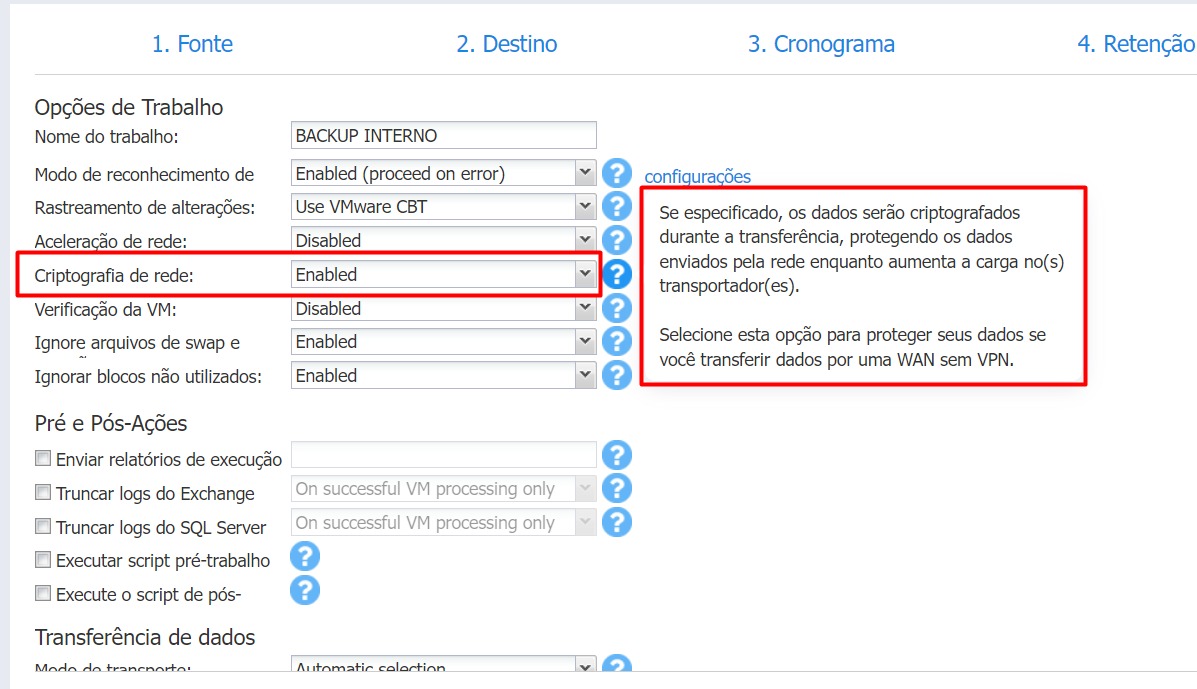 1. Fonte
2. Destino
3. Cronograma
4. Retenção
Opções de Trabalho
Nome do trabalho:
BACKUP INTERNO
Modo de reconhecimento de
Enabled (proceed on error)
?
configurações
Rastreamento de alterações:
Use VMware CBT
?
Aceleração de rede:
Disabled
?
Criptografia de rede:
Enabled
?
Se especificado, os dados serão criptografados
durante a transferência, protegendo os dados
enviados pela rede enquanto aumenta a carga no(s)
transportador(es).
Selecione esta opção para proteger seus dados se
você transferir dados por uma WAN sem VPN.
Verificação da VM:
Disabled
?
Ignore arquivos de swap e
Enabled
?
Ignorar blocos não utilizados:
Enabled
?
Pré e Pós-Ações
Enviar relatórios de execução
?
Truncar logs do Exchange
On successful VM processing only
?
Truncar logs do SQL Server
On successful VM processing only
?
Executar script pré-trabalho
?
Execute o script de pós-
?
Transferência de dados
Modo de transporte:
Automatic selection
?